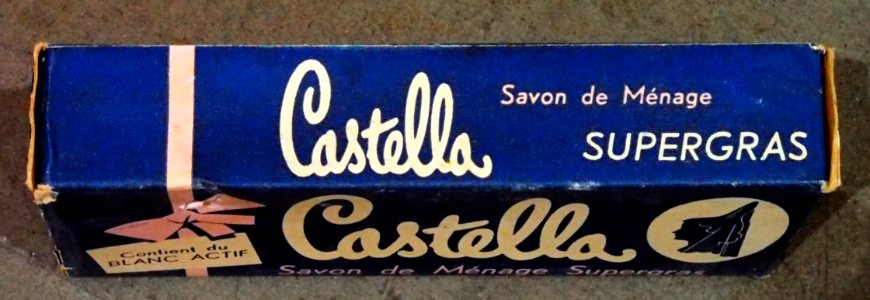 Castella
Savon de Ménage
SUPERGRAS
Castella
Contient du
BLANC ACTIF
Savon de Ménage Supergras